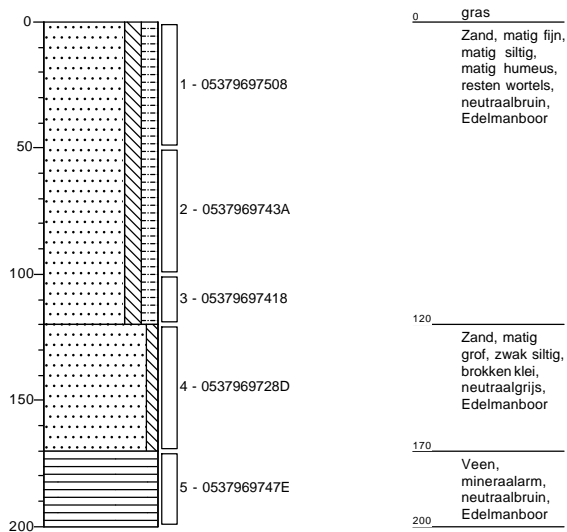 0
50
100
150
200
1 - 05379697508
2 - 0537969743A
3 - 05379697418
4 - 0537969728D
5 - 0537969747E
0
gras
Zand, matig fijn,
matig siltig,
matig humeus,
resten wortels,
neutraalbruin,
Edelmanboor
120
Zand, matig
grof, zwak siltig,
brokken klei,
neutraalgrijs,
Edelmanboor
170
Veen,
mineraalarm,
neutraalbruin,
Edelmanboor
200